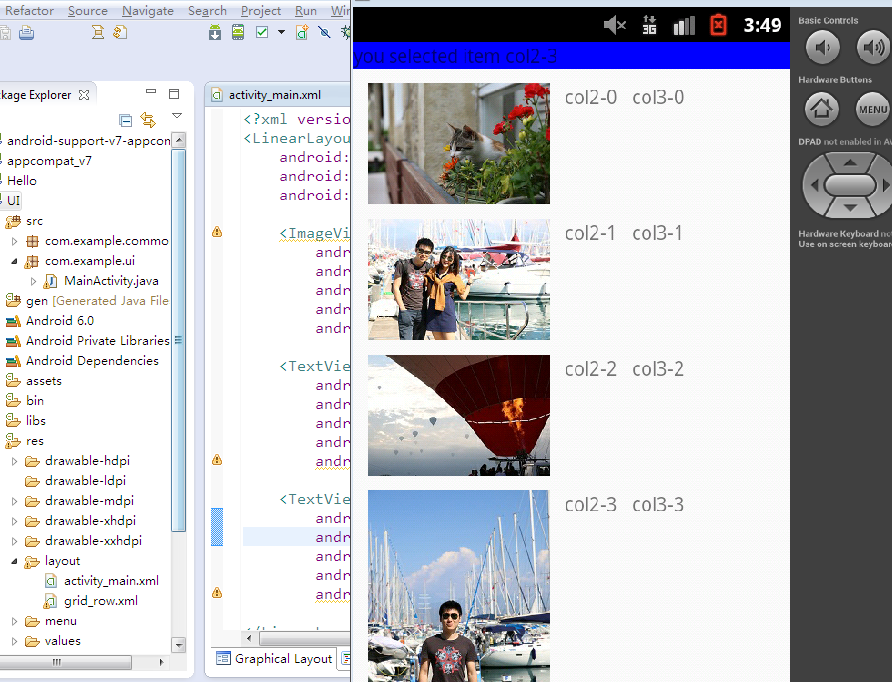 Refactor Source Navigate Search Project Run
kage Explorer
android-support-v7-appcon
appcompat_v7
Hello
UI
src
com.example.commo
com.example.ui
MainActivity.java
gen [Generated Java File
Android 6.0
Android Private Libraries
Android Dependencies
assets
bin
libs
res
drawable-hdpi
drawable-ldpi
drawable-mdpi
drawable-xhdpi
drawable-xxhdpi
layout
activity_main.xml
grid_row.xml
menu
values
activity_main.xml
<?xml versio
<LinearLayou
android:
android:
android:
<ImageVi
andr
andr
andr
andr
andr
<TextVie
andr
andr
andr
andr
andr
<TextVie
andr
andr
andr
andr
andr
Graphical Layout
3G 3:49
you selected item col2-3
col2-0 col3-0
col2-1 col3-1
col2-2 col3-2
col2-3 col3-3
Basic Controls
Hardware Buttons
MENU
DPAD not enabled in AV
Hardware Keyboard no
Use on screen keyboar